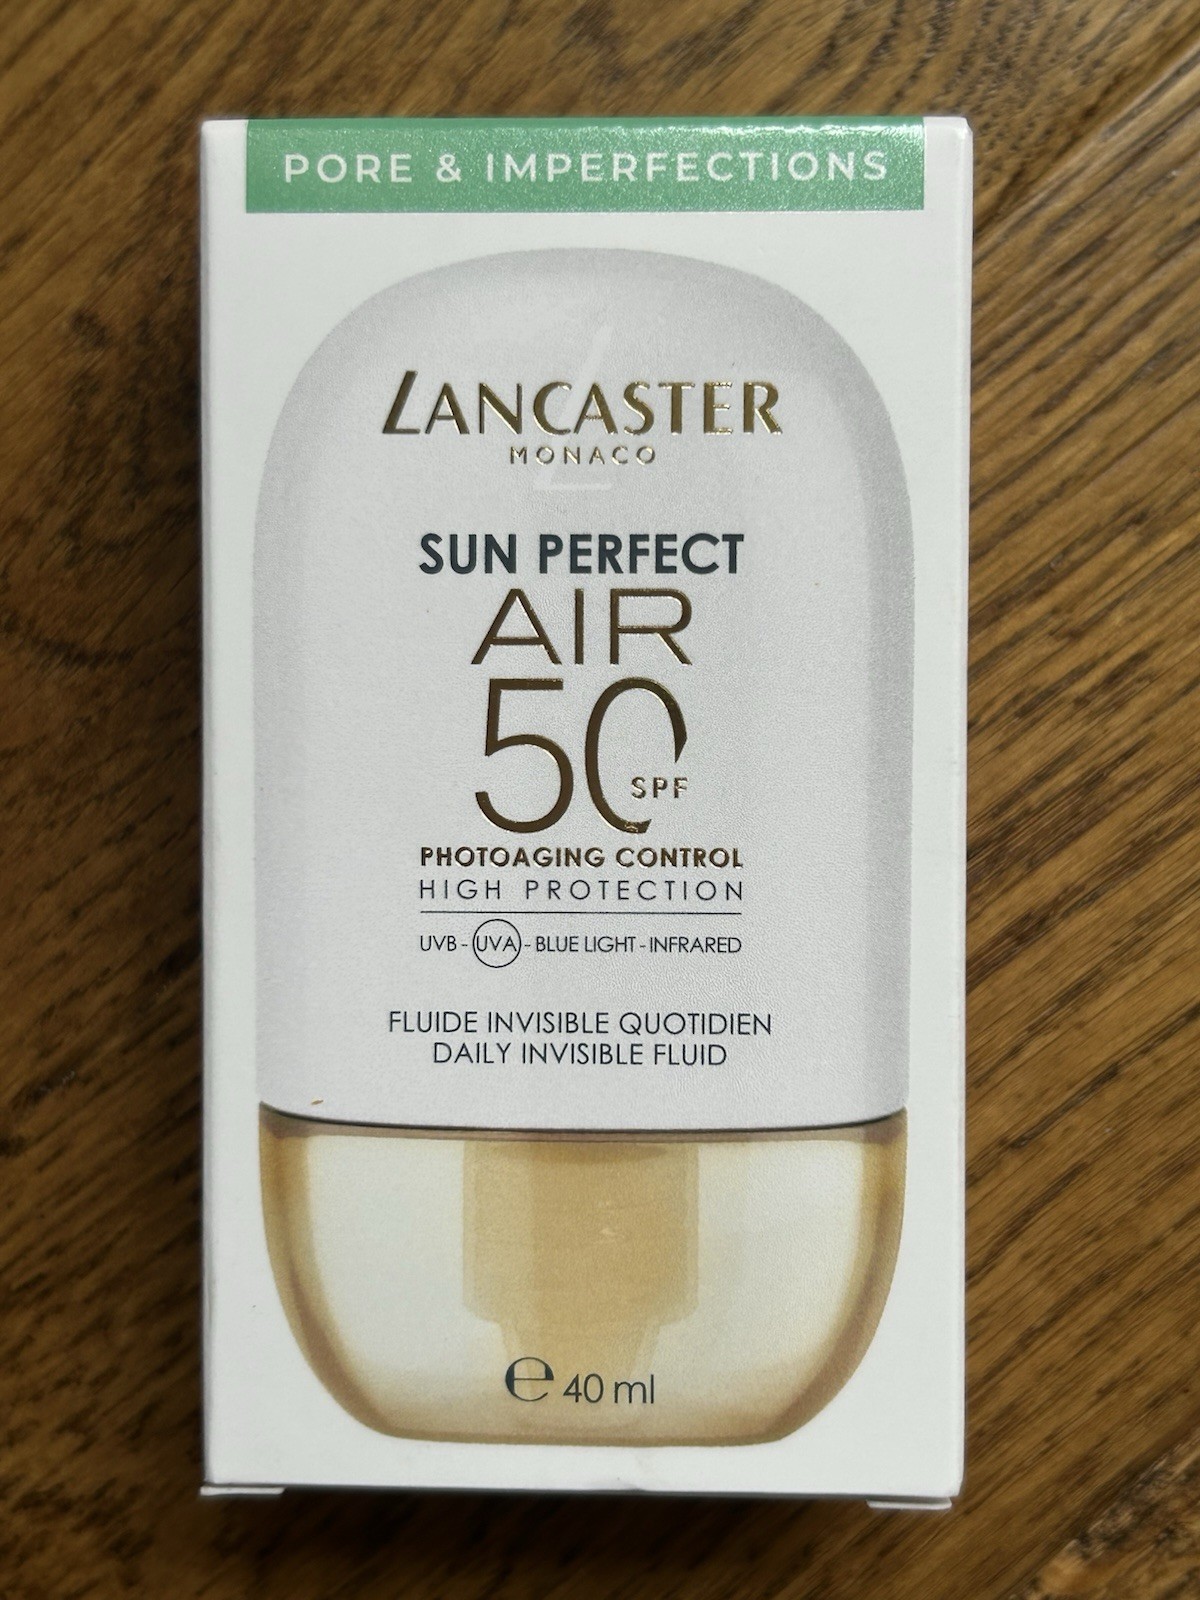 PORE & IMPERFECTIONS
LANCASTER
MONACO
SUN PERFECT
AIR
50
SPF
PHOTOAGING CONTROL
HIGH PROTECTION
UVB - UVA - BLUE LIGHT - INFRARED
FLUIDE INVISIBLE QUOTIDIEN
DAILY INVISIBLE FLUID
℮ 40 ml